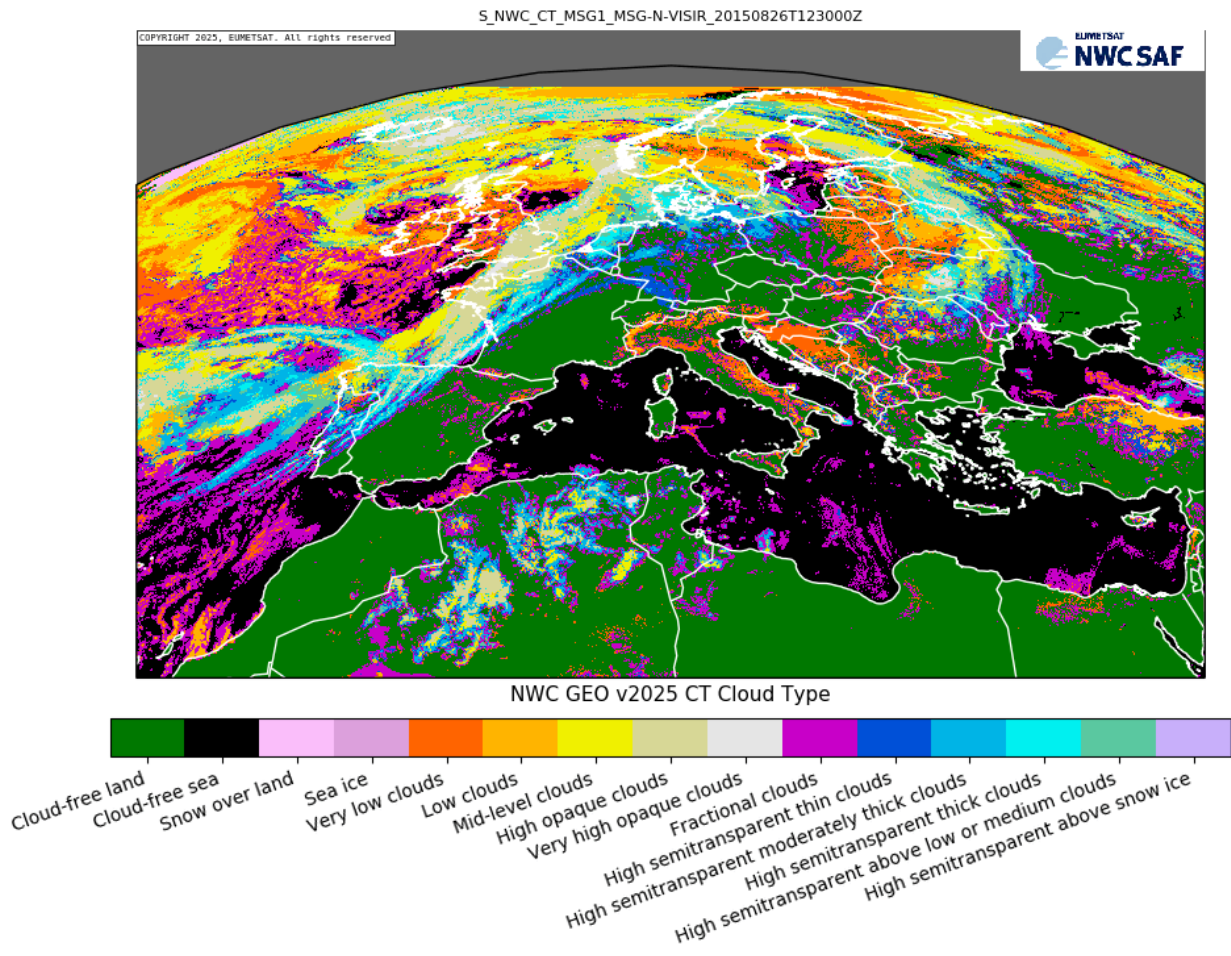 S_NWC_CT_MSG1_MSG-N-VISIR_20150826T123000Z
COPYRIGHT 2025, EUMETSAT. All rights reserved
EUMETSAT
NWC SAF
NWC GEO v2025 CT Cloud Type
Cloud-free land
Cloud-free sea
Snow over land
Sea ice
Very low clouds
Low clouds
Mid-level clouds
High opaque clouds
Very high opaque clouds
Fractional clouds
High semitransparent thin clouds
High semitransparent moderately thick clouds
High semitransparent thick clouds
High semitransparent above low or medium clouds
High semitransparent above snow ice